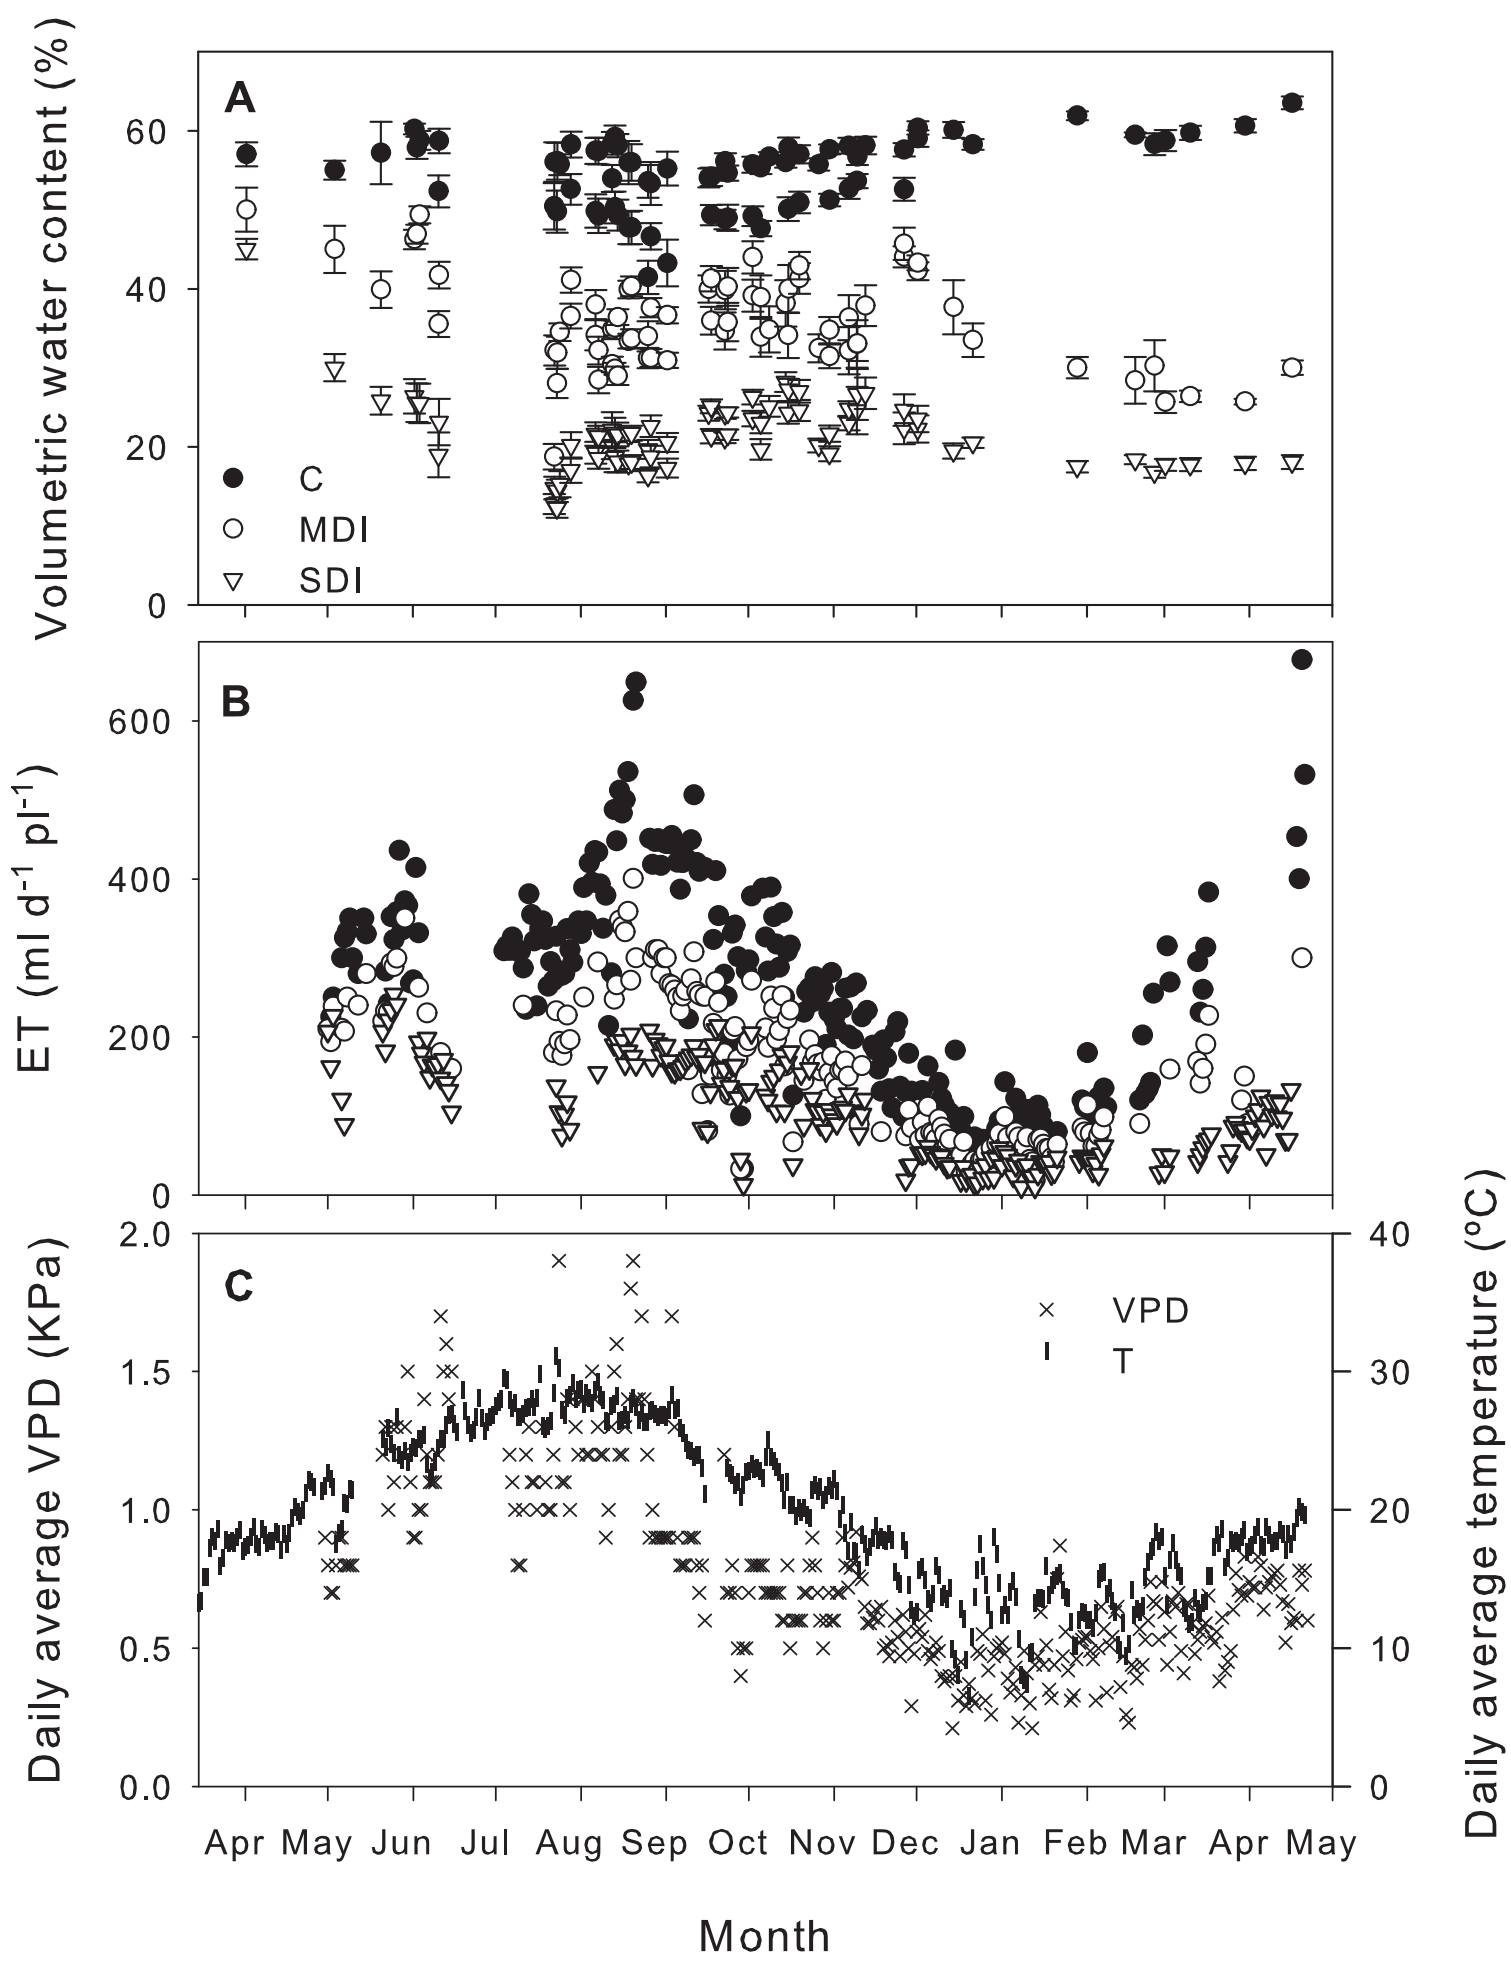 Volumetric water content (%)
60
40
20
0
A
C
MDI
SDI
ET (ml d-1 pl-1)
600
400
200
0
B
Daily average VPD (KPa)
2.0
1.5
1.0
0.5
0.0
C
VPD
T
40
30
20
10
0
Daily average temperature (ºC)
Apr May Jun Jul Aug Sep Oct Nov Dec Jan Feb Mar Apr May
Month